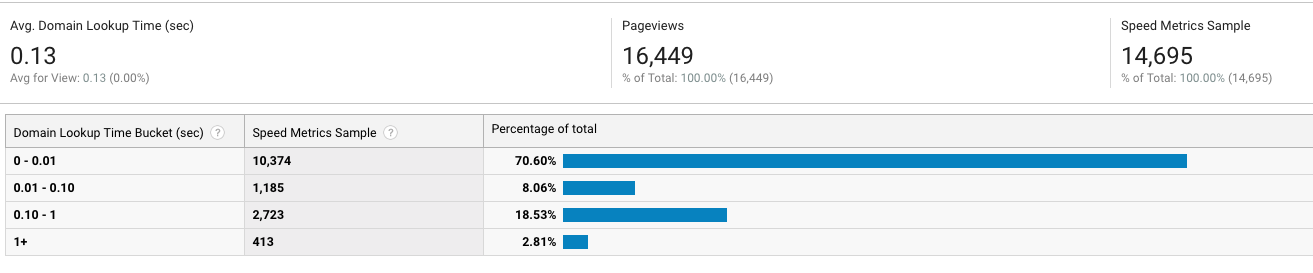 Avg. Domain Lookup Time (sec) Pageviews Speed Metrics Sample
0.13 16,449 14,695
Avg for View: 0.13 (0.00%) % of Total: 100.00% (16,449) % of Total: 100.00% (14,695)
Domain Lookup Time Bucket (sec) ? Speed Metrics Sample ? Percentage of total
0 - 0.01 10,374 70.60%
0.01 - 0.10 1,185 8.06%
0.10 - 1 2,723 18.53%
1+ 413 2.81%